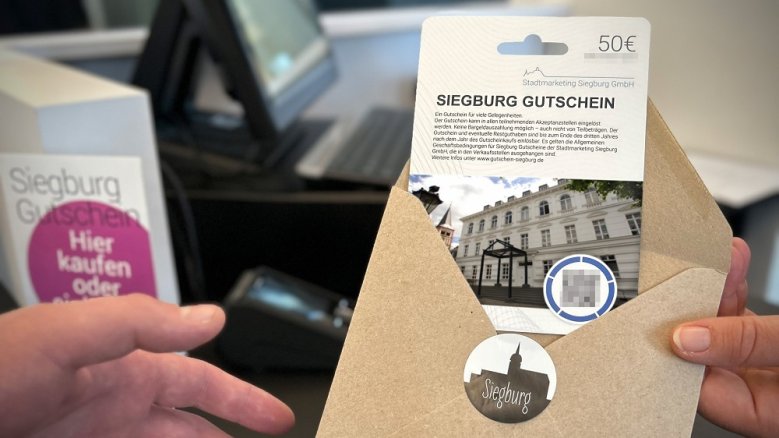 50€
Stadtmarketing Siegburg GmbH
SIEGBURG GUTSCHEIN
Ein Gutschein für viele Gelegenheiten.
Der Gutschein kann in allen teilnehmenden Akzeptanzstellen eingelöst
werden. Keine Bargeldauszahlung möglich – auch nicht von Teilbeträgen. Der
Gutschein und eventuelle Restguthaben sind bis zum Ende des dritten Jahres
nach dem Jahr des Gutscheinkaufs einlösbar. Es gelten die Allgemeinen
Geschäftsbedingungen für Siegburg Gutscheine der Stadtmarketing Siegburg
GmbH, die in den Verkaufsstellen ausgehangen sind.
Weitere Infos unter www.gutschein-siegburg.de
Siegburg
Siegburg
Gutschein
Hier
kaufen oder